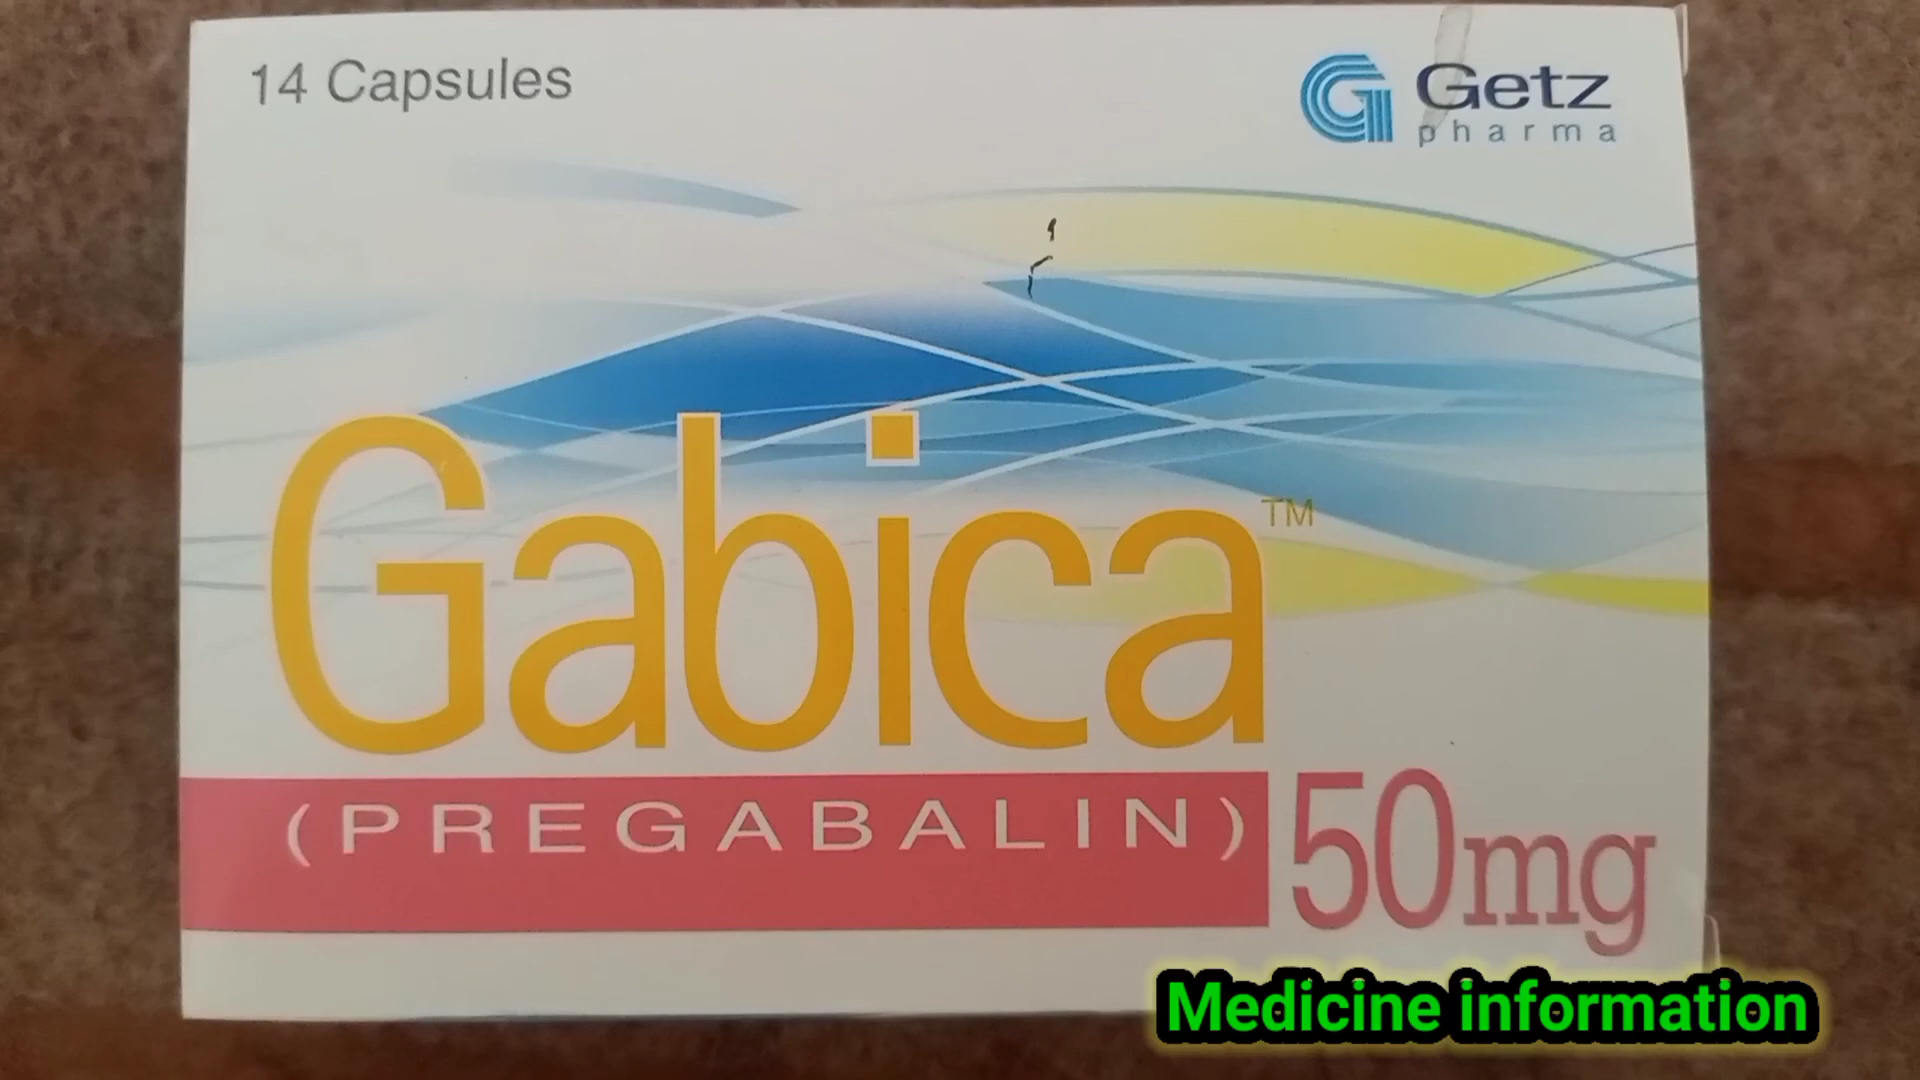 14 Capsules
Getz
pharma
Gabica™
(PREGABALIN)
50mg
Medicine information